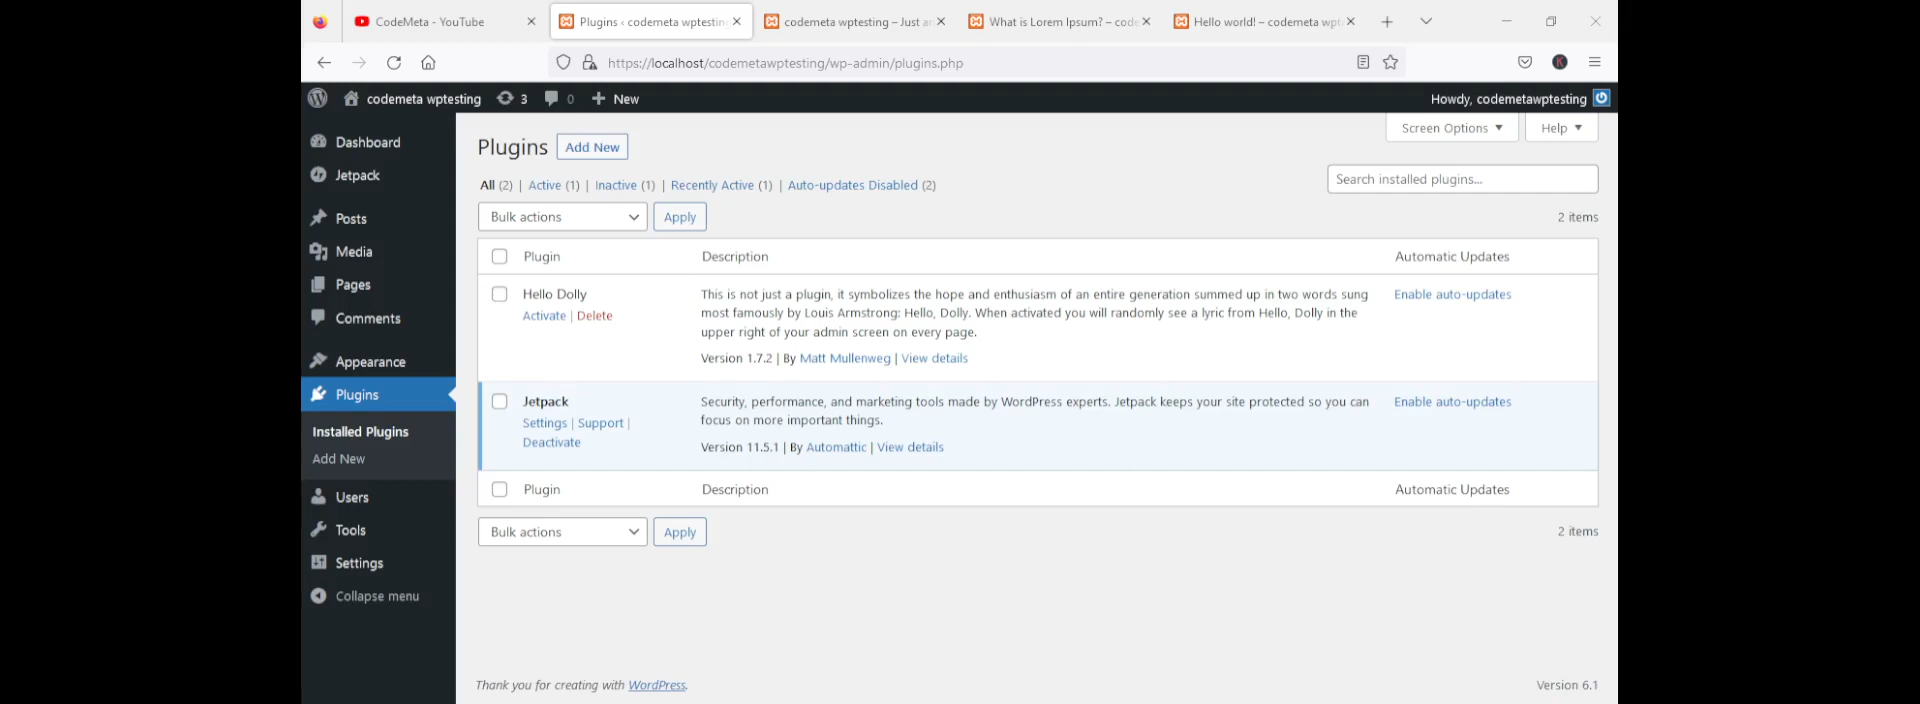 CodeMeta - YouTube
Plugins ‹ codemeta wptesting
codemeta wptesting – Just an
What is Lorem Ipsum? – code
Hello world! – codemeta wpt
https://localhost/codemetawptesting/wp-admin/plugins.php
K
codemeta wptesting 3 0 New
Howdy, codemetawptesting
Screen Options Help
Dashboard
Jetpack
Posts
Media
Pages
Comments
Appearance
Plugins
Installed Plugins
Add New
Users
Tools
Settings
Collapse menu
Plugins Add New
All (2) | Active (1) | Inactive (1) | Recently Active (1) | Auto-updates Disabled (2)
Search installed plugins...
Bulk actions Apply
2 items
Plugin Description Automatic Updates
Hello Dolly
Activate | Delete
This is not just a plugin, it symbolizes the hope and enthusiasm of an entire generation summed up in two words sung
most famously by Louis Armstrong: Hello, Dolly. When activated you will randomly see a lyric from Hello, Dolly in the
upper right of your admin screen on every page.
Version 1.7.2 | By Matt Mullenweg | View details
Enable auto-updates
Jetpack
Settings | Support |
Deactivate
Security, performance, and marketing tools made by WordPress experts. Jetpack keeps your site protected so you can
focus on more important things.
Version 11.5.1 | By Automattic | View details
Enable auto-updates
Plugin Description Automatic Updates
Bulk actions Apply
2 items
Thank you for creating with WordPress.
Version 6.1